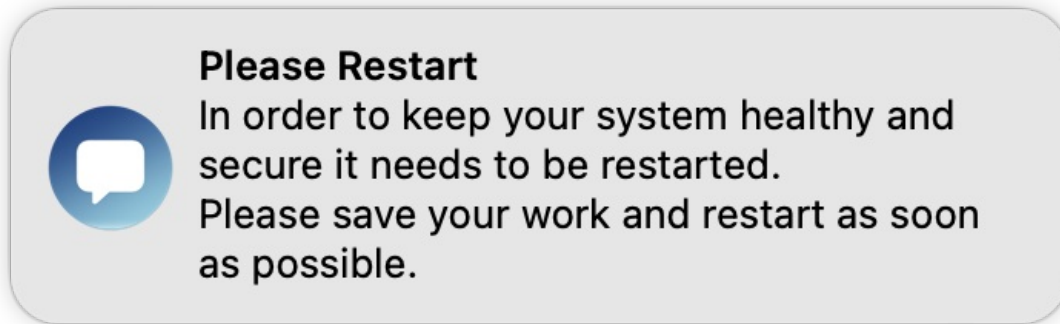 Please Restart
In order to keep your system healthy and
secure it needs to be restarted.
Please save your work and restart as soon
as possible.